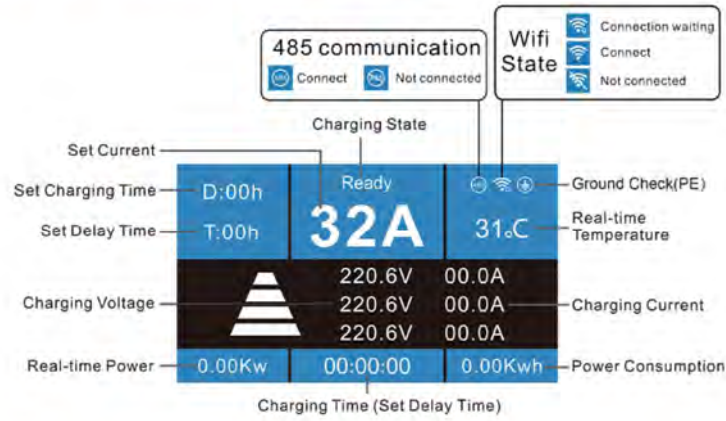 485 communication
Connect
Not connected
Wifi State
Connection waiting
Connect
Not connected
Charging State
Set Current
Set Charging Time
Set Delay Time
D:00h
T:00h
Ready
32A
31°C
Ground Check(PE)
Real-time
Temperature
Charging Voltage
220.6V 00.0A
220.6V 00.0A
220.6V 00.0A
Charging Current
Real-time Power
0.00Kw
00:00:00
0.00Kwh
Power Consumption
Charging Time (Set Delay Time)